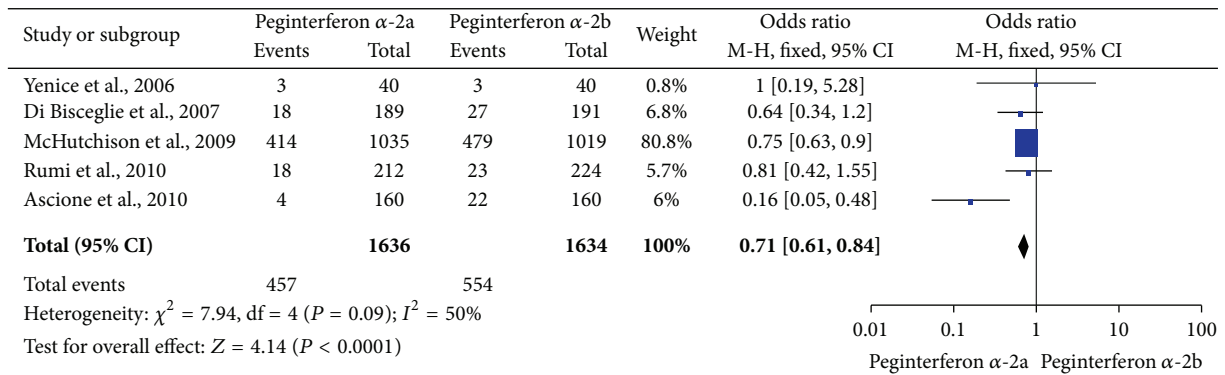 Study or subgroup Peginterferon α-2a Peginterferon α-2b Weight Odds ratio Odds ratio
Events Total Events Total M-H, fixed, 95% CI M-H, fixed, 95% CI
Yenice et al., 2006 3 40 3 40 0.8% 1 [0.19, 5.28]
Di Bisceglie et al., 2007 18 189 27 191 6.8% 0.64 [0.34, 1.2]
McHutchison et al., 2009 414 1035 479 1019 80.8% 0.75 [0.63, 0.9]
Rumi et al., 2010 18 212 23 224 5.7% 0.81 [0.42, 1.55]
Ascione et al., 2010 4 160 22 160 6% 0.16 [0.05, 0.48]
Total (95% CI) 1636 1634 100% 0.71 [0.61, 0.84]
Total events 457 554
Heterogeneity: χ² = 7.94, df = 4 (P = 0.09); I² = 50%
Test for overall effect: Z = 4.14 (P < 0.0001)
0.01 0.1 1 10 100
Peginterferon α-2a Peginterferon α-2b